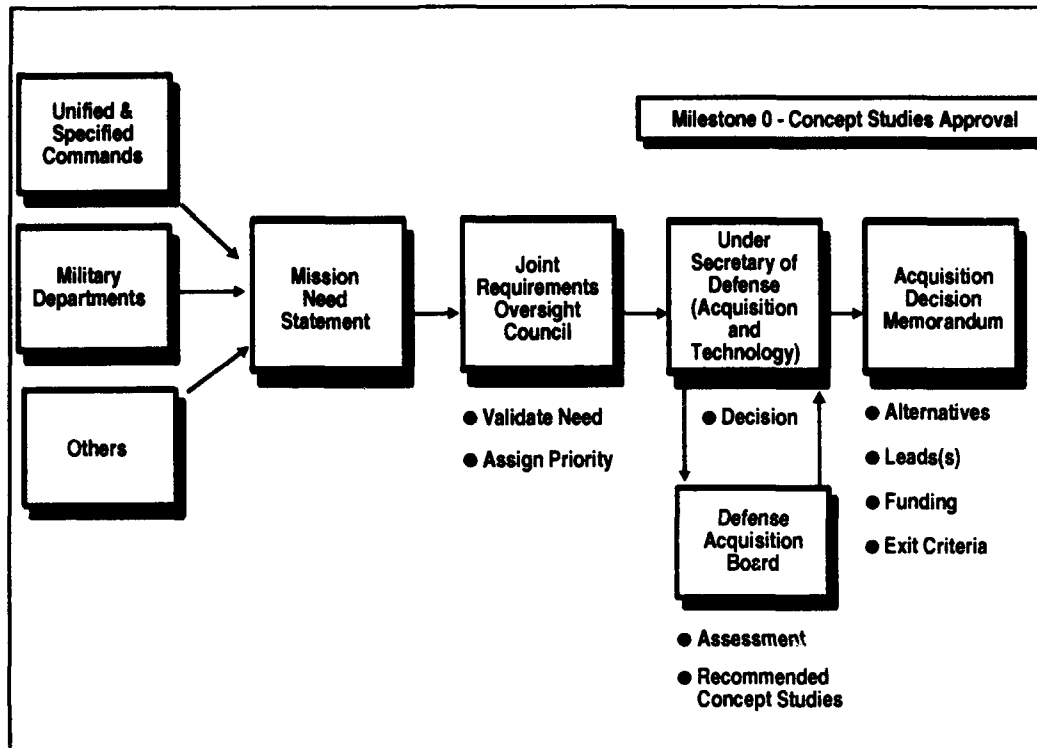 Unified &
Specified
Commands
Milestone 0 - Concept Studies Approval
Military
Departments
Mission
Need
Statement
Joint
Requirements
Oversight
Council
Under
Secretary of
Defense
(Acquisition
and
Technology)
Acquisition
Decision
Memorandum
Others
● Validate Need
● Assign Priority
● Decision
● Alternatives
● Leads(s)
● Funding
● Exit Criteria
Defense
Acquisition
Board
● Assessment
● Recommended
Concept Studies